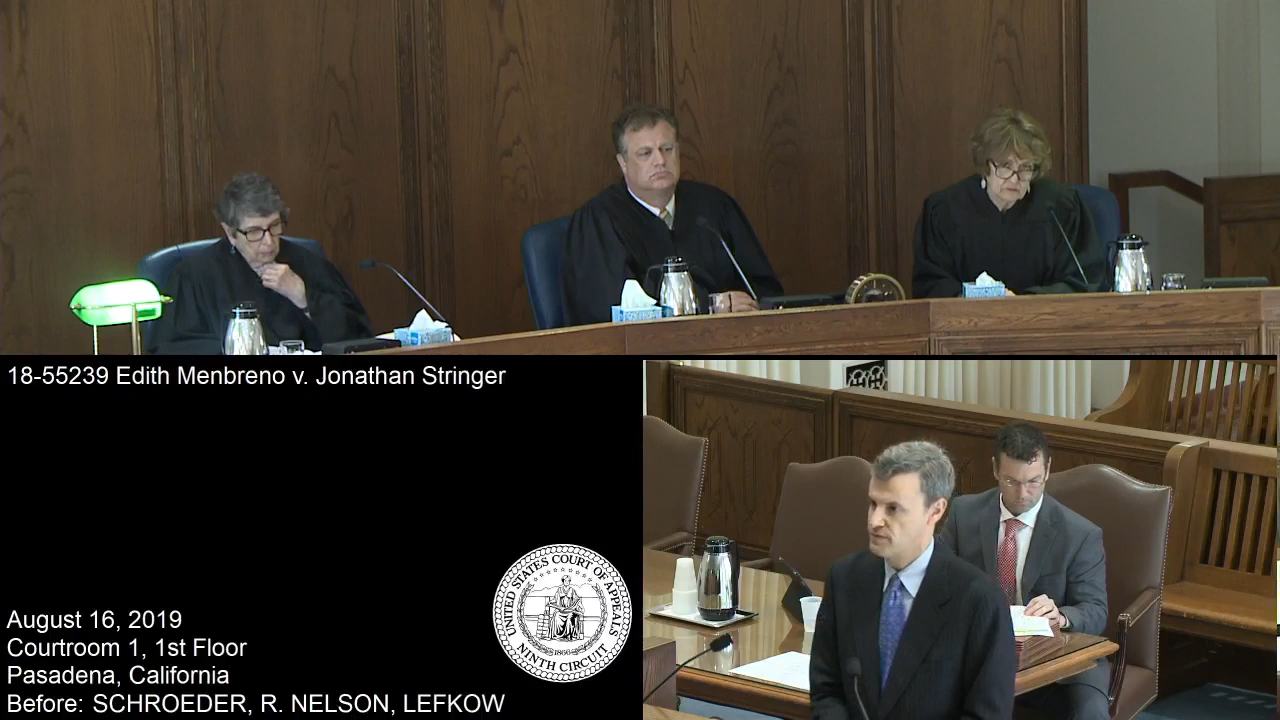 18-55239 Edith Menbreno v. Jonathan Stringer
UNITED STATES COURT OF APPEALS
NINTH CIRCUIT
August 16, 2019
Courtroom 1, 1st Floor
Pasadena, California
Before: SCHROEDER, R. NELSON, LEFKOW